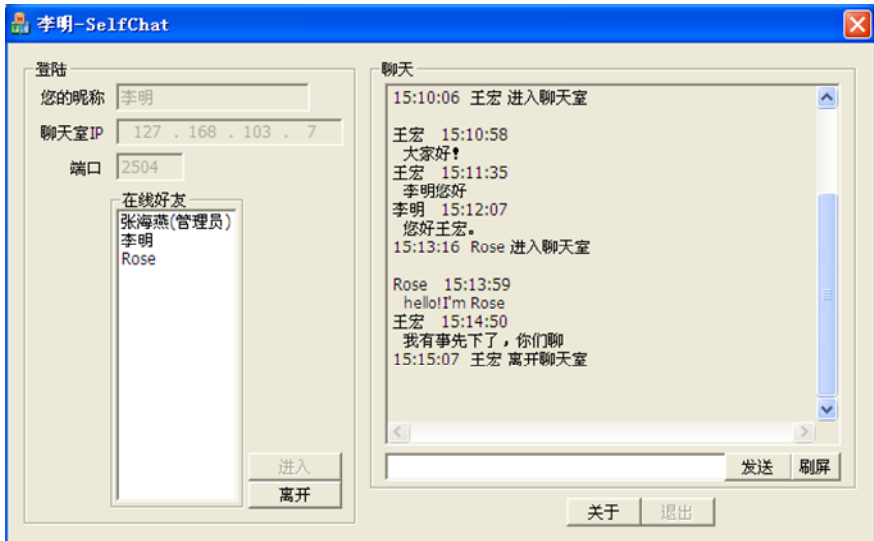 李明-SelfChat
登陆
您的昵称 李明
聊天室IP 127 . 168 . 103 . 7
端口 2504
在线好友
张海燕(管理员)
李明
Rose
进入
离开
聊天
15:10:06 王宏 进入聊天室
王宏 15:10:58
大家好!
王宏 15:11:35
李明您好
李明 15:12:07
您好王宏。
15:13:16 Rose 进入聊天室
Rose 15:13:59
hello!I'm Rose
王宏 15:14:50
我有事先下了，你们聊
15:15:07 王宏 离开聊天室
发送 刷屏
关于 退出